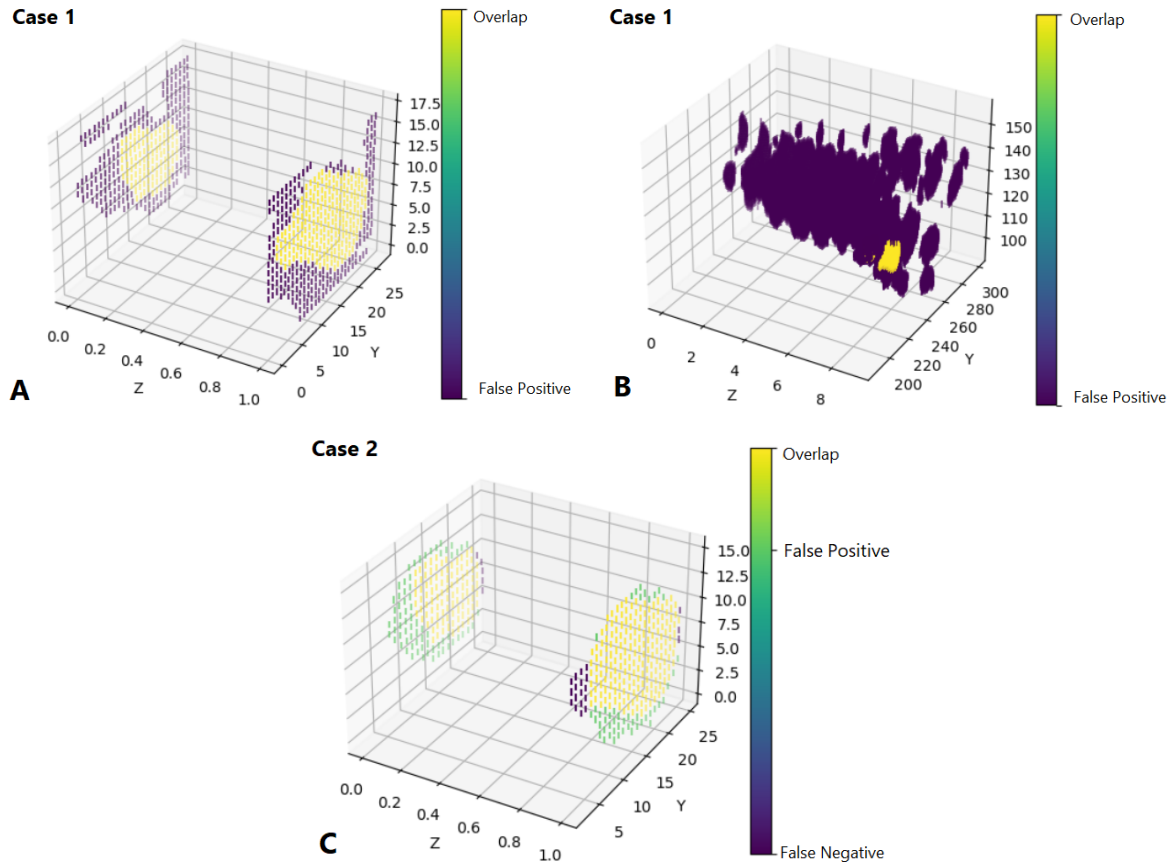 Case 1
Overlap
17.5
15.0
12.5
10.0
7.5
5.0
2.5
0.0
25
20
15
10
5
0
Y
0.0
0.2
0.4
0.6
0.8
1.0
Z
False Positive
A
Case 1
Overlap
150
140
130
120
110
100
300
280
260
240
220
200
Y
0
2
4
6
8
Z
False Positive
B
Case 2
Overlap
False Positive
15.0
12.5
10.0
7.5
5.0
2.5
0.0
25
20
15
10
5
Y
0.0
0.2
0.4
0.6
0.8
1.0
Z
False Negative
C